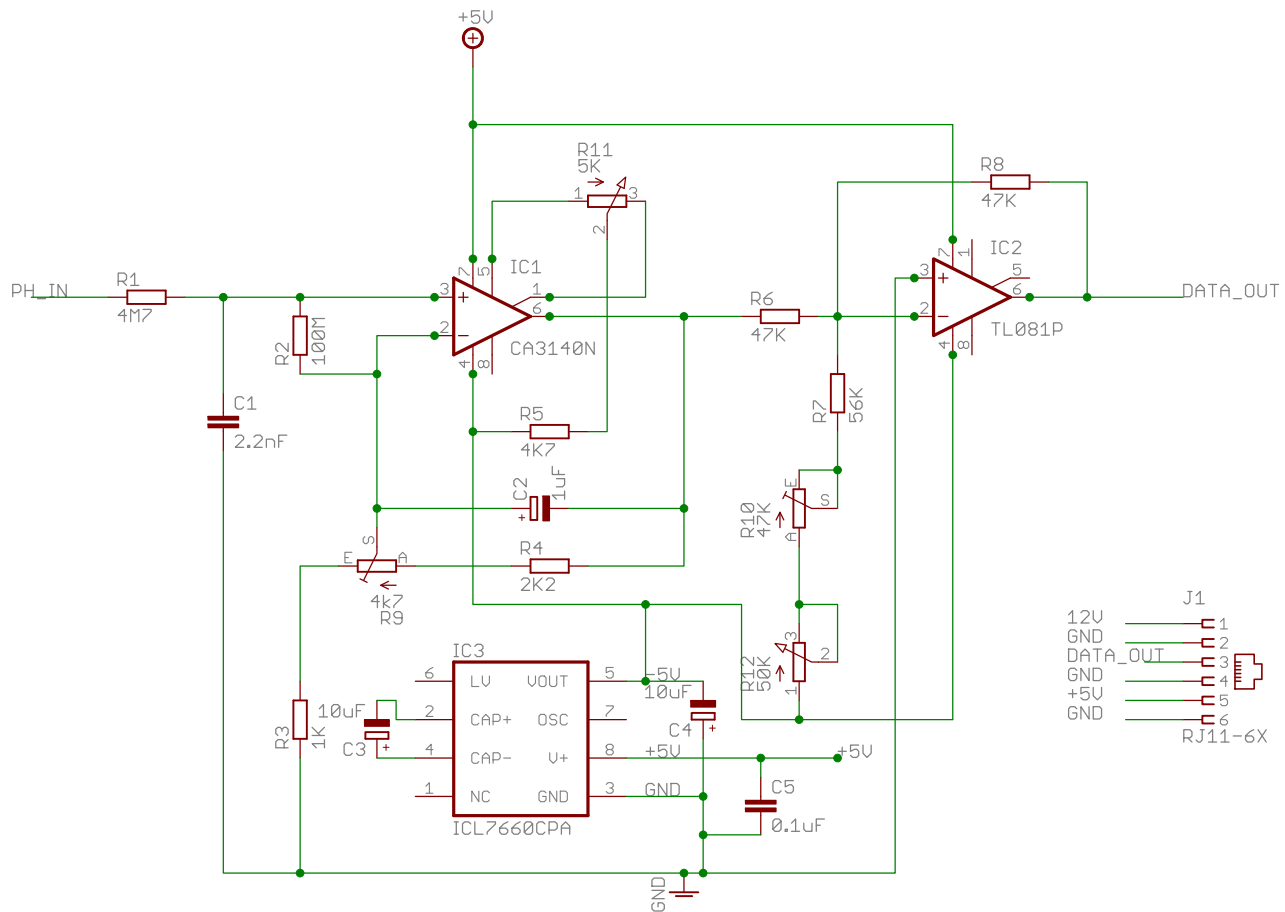 +5V
R11
5K
1
3
2
R8
47K
7
5
IC1
7
1
IC2
PH_IN
R1
4M7
3
+
1
6
2
−
R2
100M
CA3140N
4
8
R6
47K
3
+
5
6
2
−
DATA_OUT
TL081P
4
8
C1
2.2nF
R5
4K7
R7
56K
C2
1uF
+
E
S
R10
47K
A
S
E
A
4k7
R9
R4
2K2
3
2
R12
50K
1
J1
12V
1
GND
2
DATA_OUT
3
GND
4
+5V
5
GND
6
RJ11-6X
IC3
6
LV
VOUT
5
-5V
10uF
2
CAP+
OSC
7
C4
+
10uF
C3
+
4
CAP-
V+
8
+5V
+5V
R3
1K
1
NC
GND
3
GND
C5
0.1uF
ICL7660CPA
GND